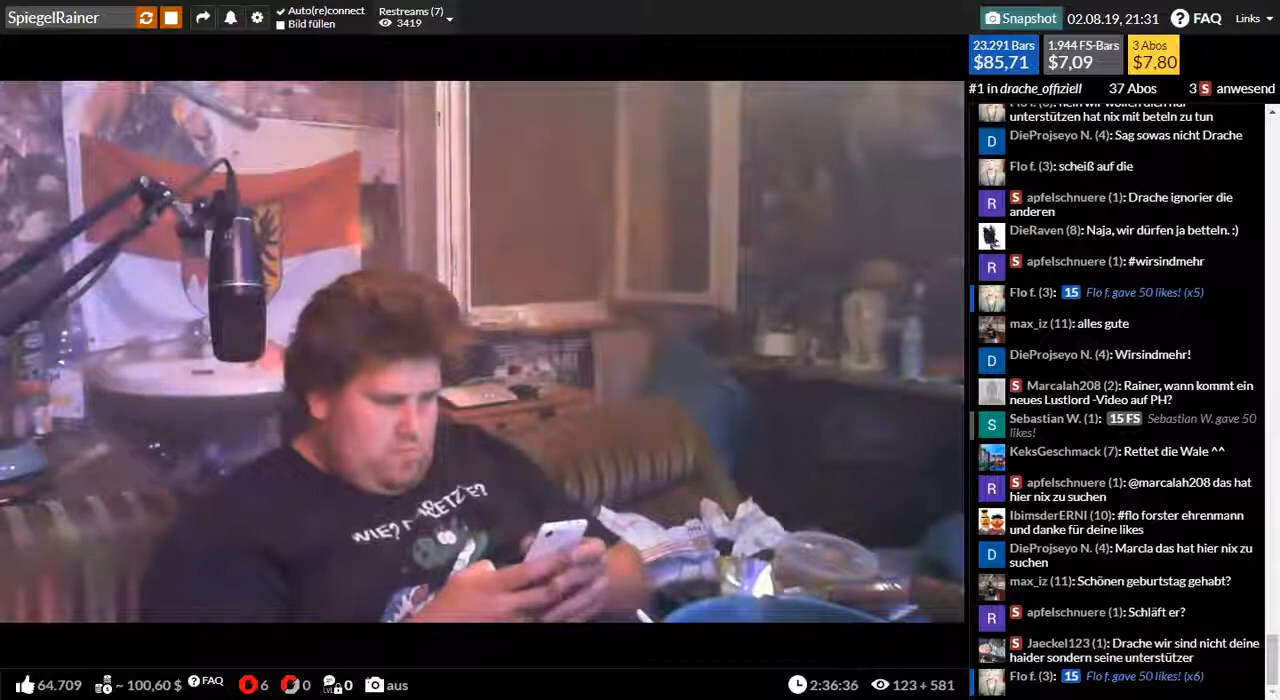 SpiegelRainer
Auto(re)connect
Bild füllen
Restreams (7)
3419
Snapshot
02.08.19, 21:31
? FAQ
Links
23.291 Bars
$85,71
1.944 FS-Bars
$7,09
3 Abos
$7,80
#1 in drache_offiziell
37 Abos
3 S anwesend
unterstützen hat nix mit beteln zu tun
D DieProjseyo N. (4): Sag sowas nicht Drache
Flo f. (3): scheiß auf die
R S apfelschnuere (1): Drache ignorier die
anderen
DieRaven (8): Naja, wir dürfen ja betteln. :)
R S apfelschnuere (1): #wirsindmehr
Flo f. (3): 15 Flo f. gave 50 likes! (x5)
max_iz (11): alles gute
D DieProjseyo N. (4): Wirsindmehr!
S Marcalah208 (2): Rainer, wann kommt ein
neues Lustlord -Video auf PH?
S Sebastian W. (1): 15 FS Sebastian W. gave 50
likes!
KeksGeschmack (7): Rettet die Wale ^^
R S apfelschnuere (1): @marcalah208 das hat
hier nix zu suchen
IbimsderERNI (10): #flo forster ehrenmann
und danke für deine likes
D DieProjseyo N. (4): Marcla das hat hier nix zu
suchen
max_iz (11): Schönen geburtstag gehabt?
R S apfelschnuere (1): Schläft er?
S Jaeckel123 (1): Drache wir sind nicht deine
haider sondern seine unterstützer
Flo f. (3): 15 Flo f. gave 50 likes! (x6)
WIE?
64.709
~ 100,60 $
? FAQ
6
0
LVL
0
aus
2:36:36
123 + 581